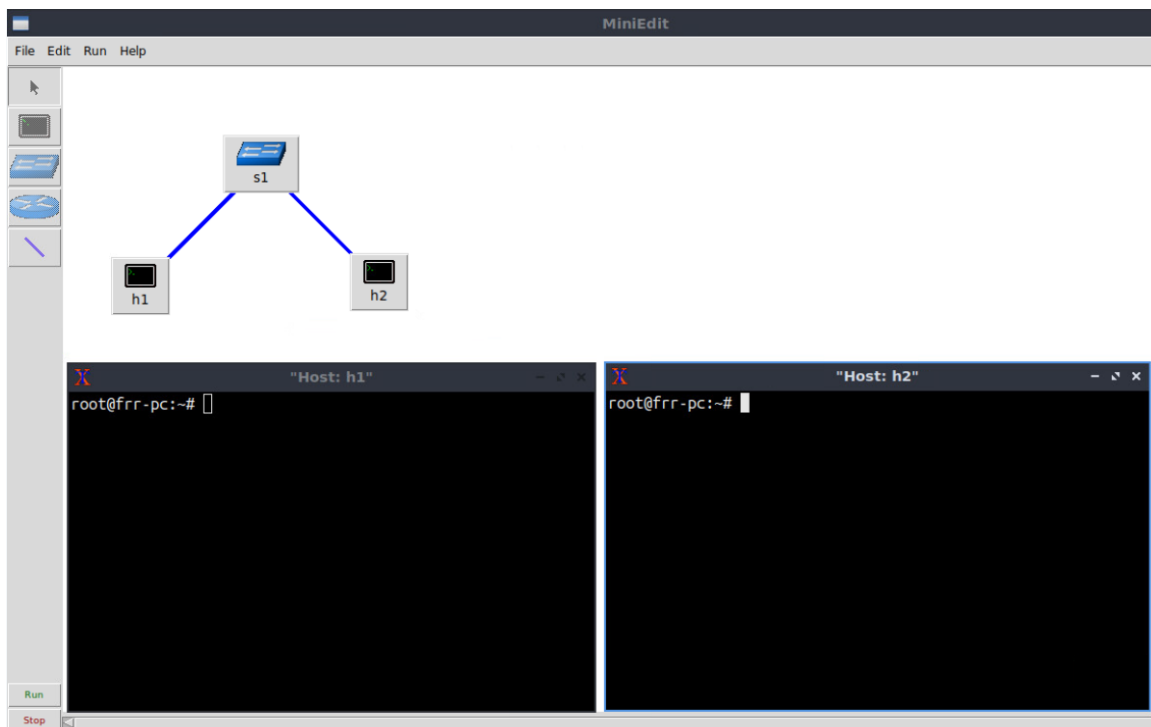 MiniEdit
File Edit Run Help
s1
h1
h2
"Host: h1"
"Host: h2"
root@frr-pc:~#
root@frr-pc:~#
Run
Stop